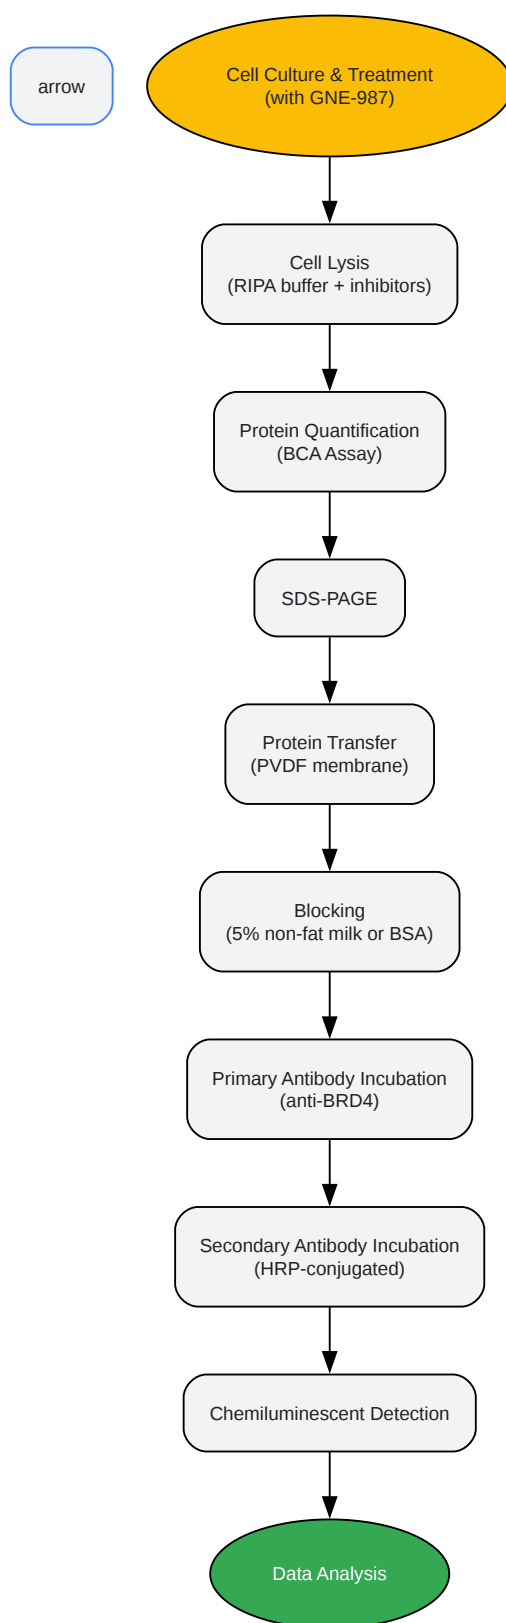 arrow
Cell Culture & Treatment
(with GNE-987)
Cell Lysis
(RIPA buffer + inhibitors)
Protein Quantification
(BCA Assay)
SDS-PAGE
Protein Transfer
(PVDF membrane)
Blocking
(5% non-fat milk or BSA)
Primary Antibody Incubation
(anti-BRD4)
Secondary Antibody Incubation
(HRP-conjugated)
Chemiluminescent Detection
Data Analysis